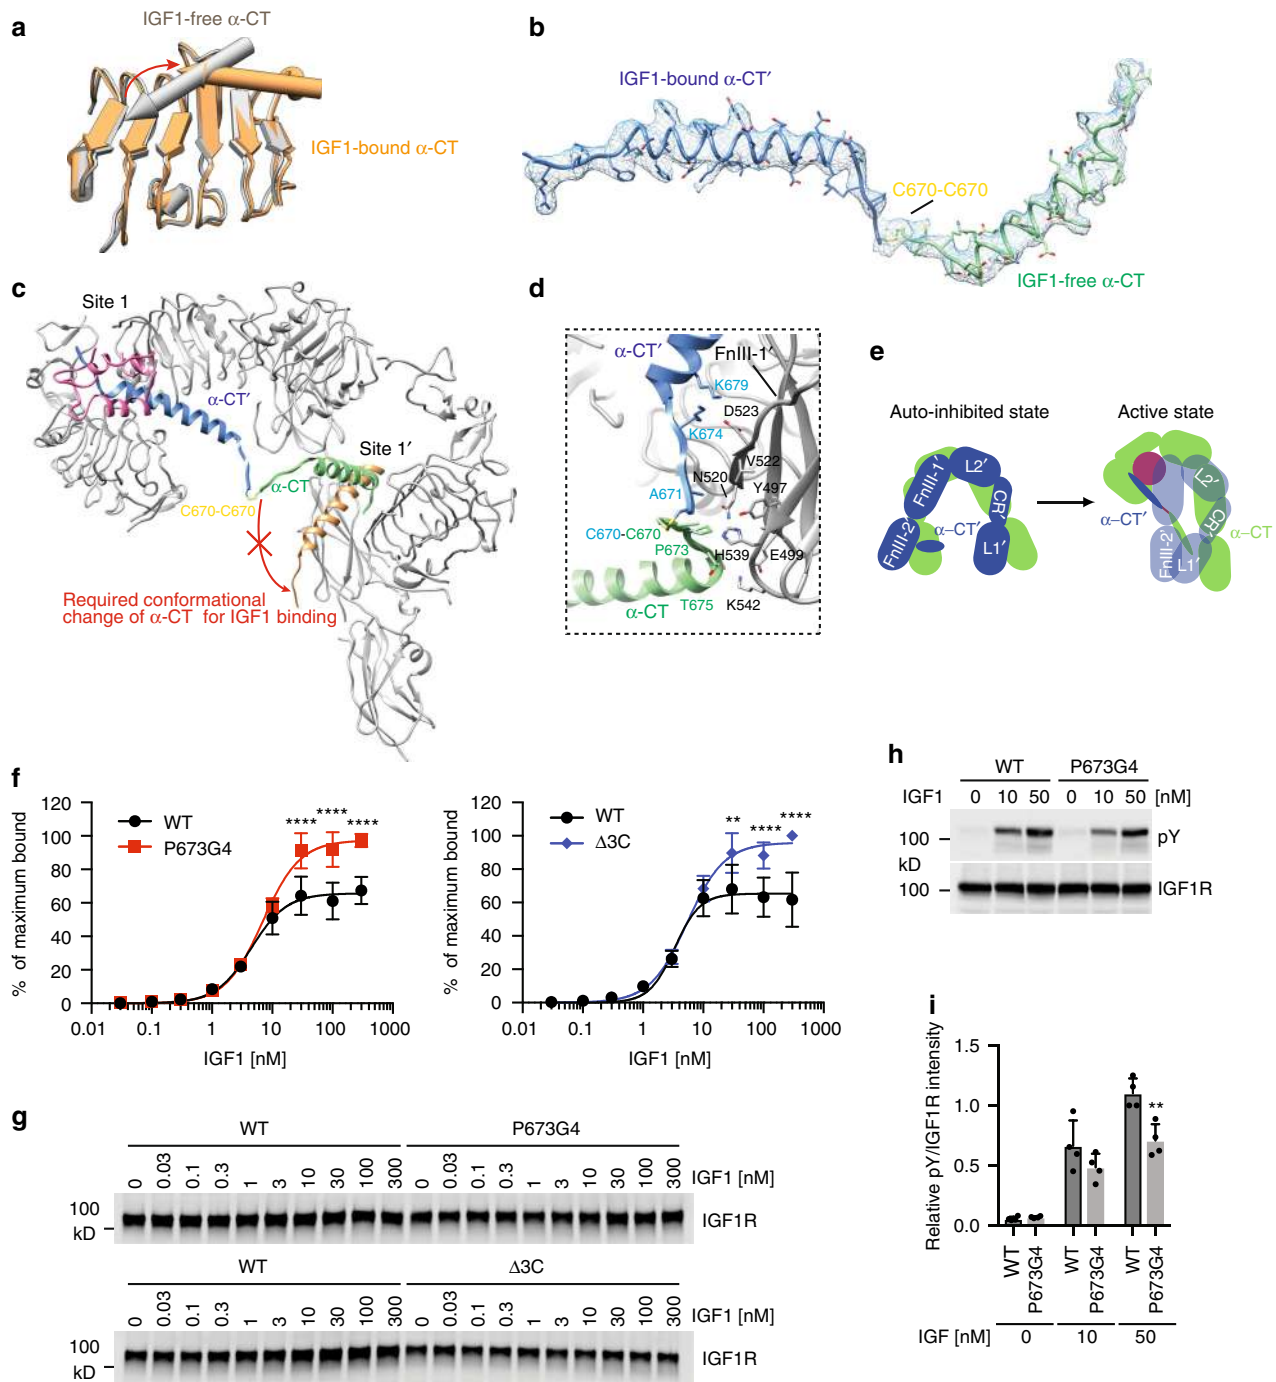 a
IGF1-free α-CT
IGF1-bound α-CT
b
IGF1-bound α-CT′
C670-C670
IGF1-free α-CT
c
Site 1
α-CT′
Site 1′
α-CT
C670-C670
Required conformational
change of α-CT for IGF1 binding
d
α-CT′
FnIII-1′
K679
D523
K674
V522
N520
Y497
A671
C670-C670
P673
H539
E499
α-CT
T675
K542
e
Auto-inhibited state
Active state
FnIII-1′
L2′
CR′
FnIII-2′
α-CT′
L1′
L2′
CR′
α-CT′
α-CT
FnIII-2′
L1′
f
% of maximum bound
120
100
80
60
40
20
0
WT
P673G4
**** **** ****
0.01 0.1 1 10 100 1000
IGF1 [nM]
% of maximum bound
120
100
80
60
40
20
0
WT
Δ3C
** **** ****
0.01 0.1 1 10 100 1000
IGF1 [nM]
g
WT P673G4
0 0.03 0.1 0.3 1 3 10 30 100 300 0 0.03 0.1 0.3 1 3 10 30 100 300 IGF1 [nM]
100
kD
IGF1R
WT Δ3C
0 0.03 0.1 0.3 1 3 10 30 100 300 0 0.03 0.1 0.3 1 3 10 30 100 300 IGF1 [nM]
100
kD
IGF1R
h
WT P673G4
IGF1 0 10 50 0 10 50 [nM]
100
pY
kD
100
IGF1R
i
Relative pY/IGF1R intensity
1.5
1.0
0.5
0.0
**
WT P673G4 WT P673G4 WT P673G4
IGF [nM] 0 10 50